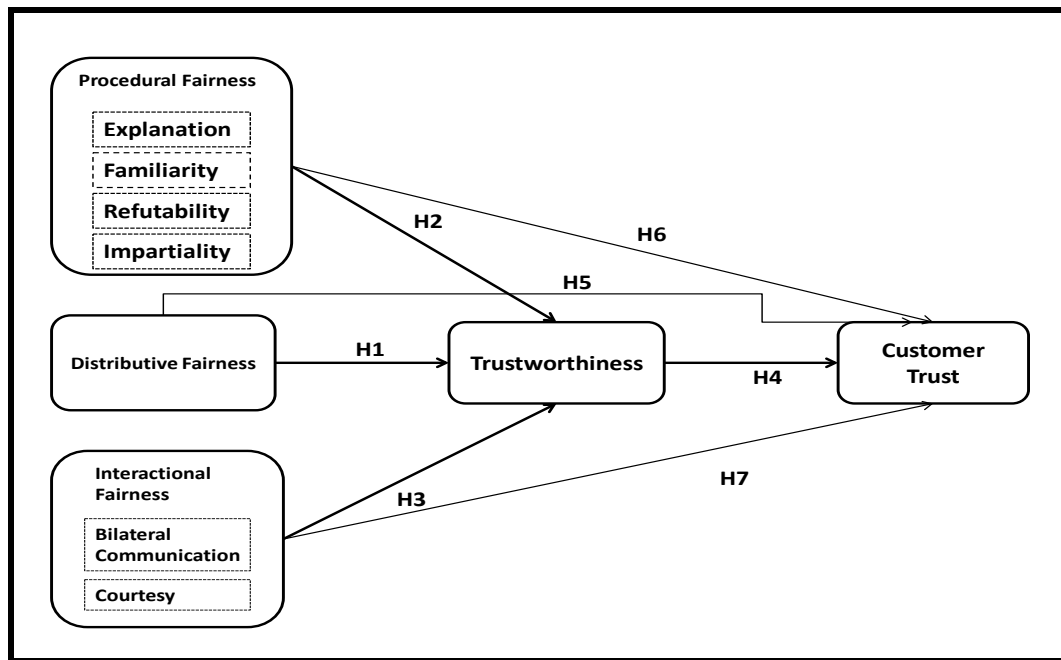 Procedural Fairness
Explanation
Familiarity
Refutability
Impartiality
H2
H6
H5
Distributive Fairness
H1
Trustworthiness
H4
Customer
Trust
Interactional
Fairness
Bilateral
Communication
Courtesy
H3
H7